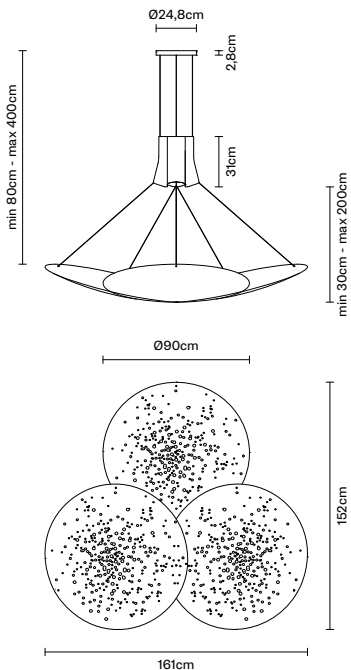 Ø24,8cm
2,8cm
min 80cm - max 400cm
31cm
min 30cm - max 200cm
Ø90cm
152cm
161cm